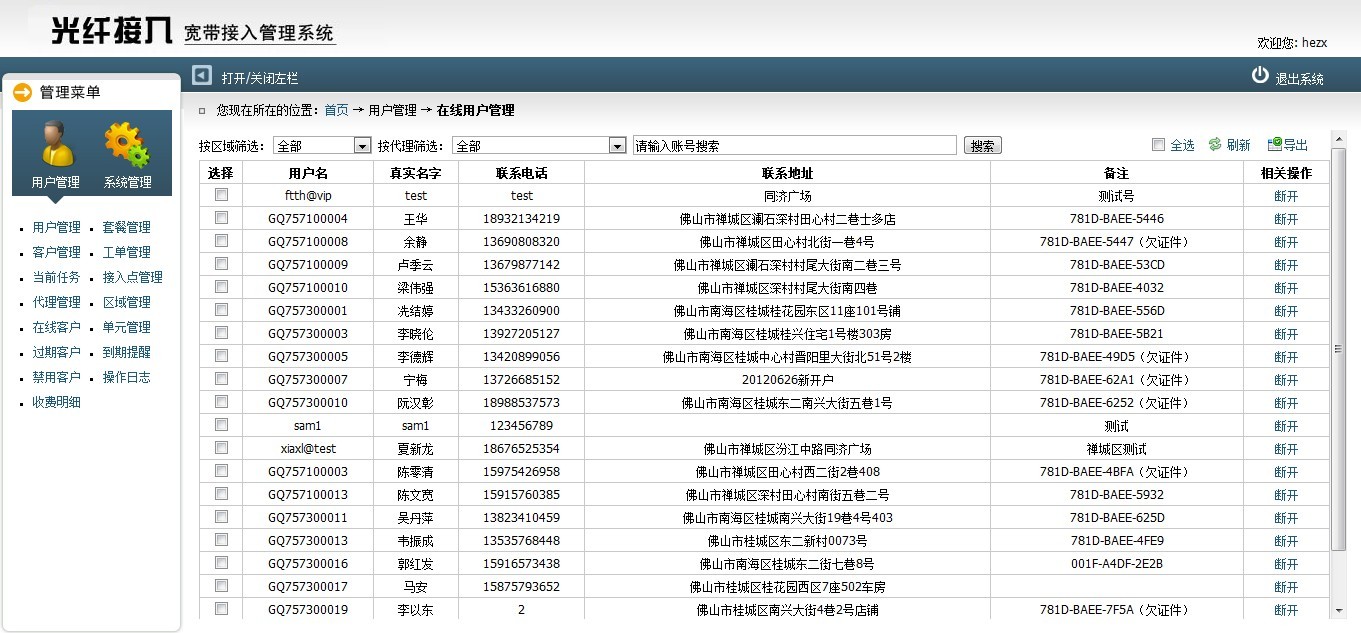 光纤接入 宽带接入管理系统
欢迎您: hezx
打开/关闭左栏 退出系统
管理菜单
用户管理 系统管理
用户管理 套餐管理
客户管理 工单管理
当前任务 接入点管理
代理管理 区域管理
在线客户 单元管理
过期客户 到期提醒
禁用客户 操作日志
收费明细
您现在所在的位置：首页 → 用户管理 → 在线用户管理
按区域筛选： 全部 按代理筛选： 全部 请输入账号搜索 搜索 全选 刷新 导出
选择 用户名 真实名字 联系电话 联系地址 备注 相关操作
ftth@vip test test 同济广场 测试号 断开
GQ757100004 王华 18932134219 佛山市禅城区澜石深村田心村二巷士多店 781D-BAEE-5446 断开
GQ757100008 余静 13690808320 佛山市禅城区田心村北街一巷4号 781D-BAEE-5447（欠证件） 断开
GQ757100009 卢季云 13679877142 佛山市禅城区澜石深村村尾大街南二巷三号 781D-BAEE-53CD 断开
GQ757100010 梁伟强 15363616880 佛山市禅城区深村村尾大街南四巷 781D-BAEE-4032 断开
GQ757300001 冼结婷 13433260900 佛山市南海区桂城桂花园东区11座101号铺 781D-BAEE-556D 断开
GQ757300003 李晓伦 13927205127 佛山市南海区桂城桂兴住宅1号楼303房 781D-BAEE-5B21 断开
GQ757300005 李德辉 13420899056 佛山市南海区桂城中心村晋阳里大街北51号2楼 781D-BAEE-49D5（欠证件） 断开
GQ757300007 宁梅 13726685152 20120626新开户 781D-BAEE-62A1（欠证件） 断开
GQ757300010 阮汉彰 18988537573 佛山市南海区桂城东二南兴大街五巷1号 781D-BAEE-6252（欠证件） 断开
sam1 sam1 123456789 测试 断开
xiaxl@test 夏新龙 18676525354 佛山市禅城区汾江中路同济广场 禅城区测试 断开
GQ757100003 陈零清 15975426958 佛山市禅城区田心村西二街2巷408 781D-BAEE-4BFA（欠证件） 断开
GQ757100013 陈文宽 15915760385 佛山市禅城区深村田心村南街五巷二号 781D-BAEE-5932 断开
GQ757300011 吴丹萍 13823410459 佛山市南海区桂城南兴大街19巷4号403 781D-BAEE-625D 断开
GQ757300013 韦振成 13535768448 佛山市桂城区东二新村0073号 781D-BAEE-4FE9 断开
GQ757300016 郭红发 15916573438 佛山市南海区桂城东二街七巷8号 001F-A4DF-2E2B 断开
GQ757300017 马安 15875793652 佛山市桂城区桂花园西区7座502车房 断开
GQ757300019 李以东 2 佛山市桂城区南兴大街4巷2号店铺 781D-BAEE-7F5A（欠证件） 断开